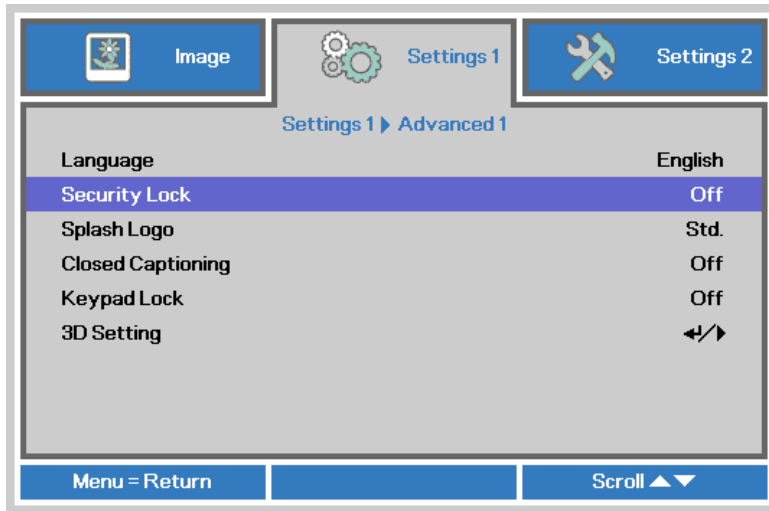 Image
Settings 1
Settings 2
Settings 1 ▶ Advanced 1
Language English
Security Lock Off
Splash Logo Std.
Closed Captioning Off
Keypad Lock Off
3D Setting ↵/▶
Menu = Return
Scroll ▲▼